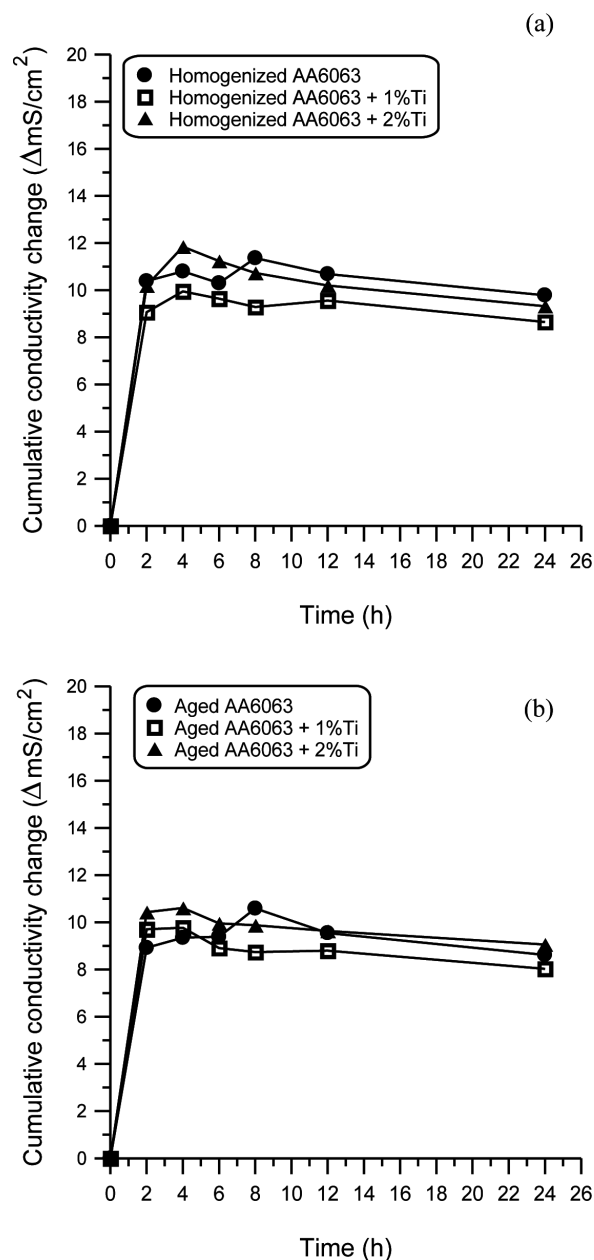 (a)
Cumulative conductivity change (ΔmS/cm²)
20
18
16
14
12
10
8
6
4
2
0
Homogenized AA6063
Homogenized AA6063 + 1%Ti
Homogenized AA6063 + 2%Ti
0 2 4 6 8 10 12 14 16 18 20 22 24 26
Time (h)
(b)
Cumulative conductivity change (ΔmS/cm²)
20
18
16
14
12
10
8
6
4
2
0
Aged AA6063
Aged AA6063 + 1%Ti
Aged AA6063 + 2%Ti
0 2 4 6 8 10 12 14 16 18 20 22 24 26
Time (h)